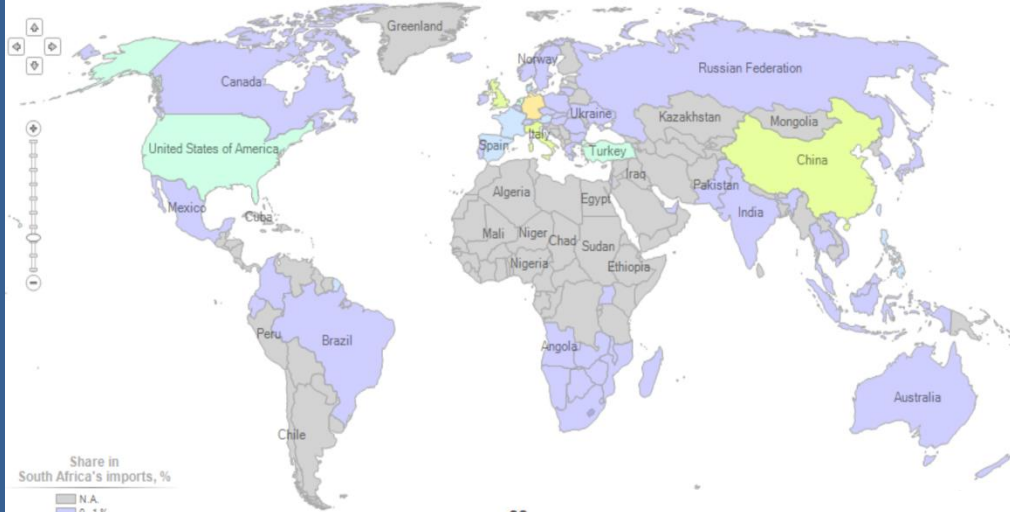 Greenland
Norway
Russian Federation
Canada
Ukraine
Kazakhstan
Mongolia
Italy
Spain
United States of America
Turkey
China
Iraq
Pakistan
Algeria
Egypt
Mexico
India
Cuba
Mali
Niger
Chad
Sudan
Nigeria
Ethiopia
Peru
Brazil
Angola
Australia
Chile
Share in
South Africa's imports, %
N.A.